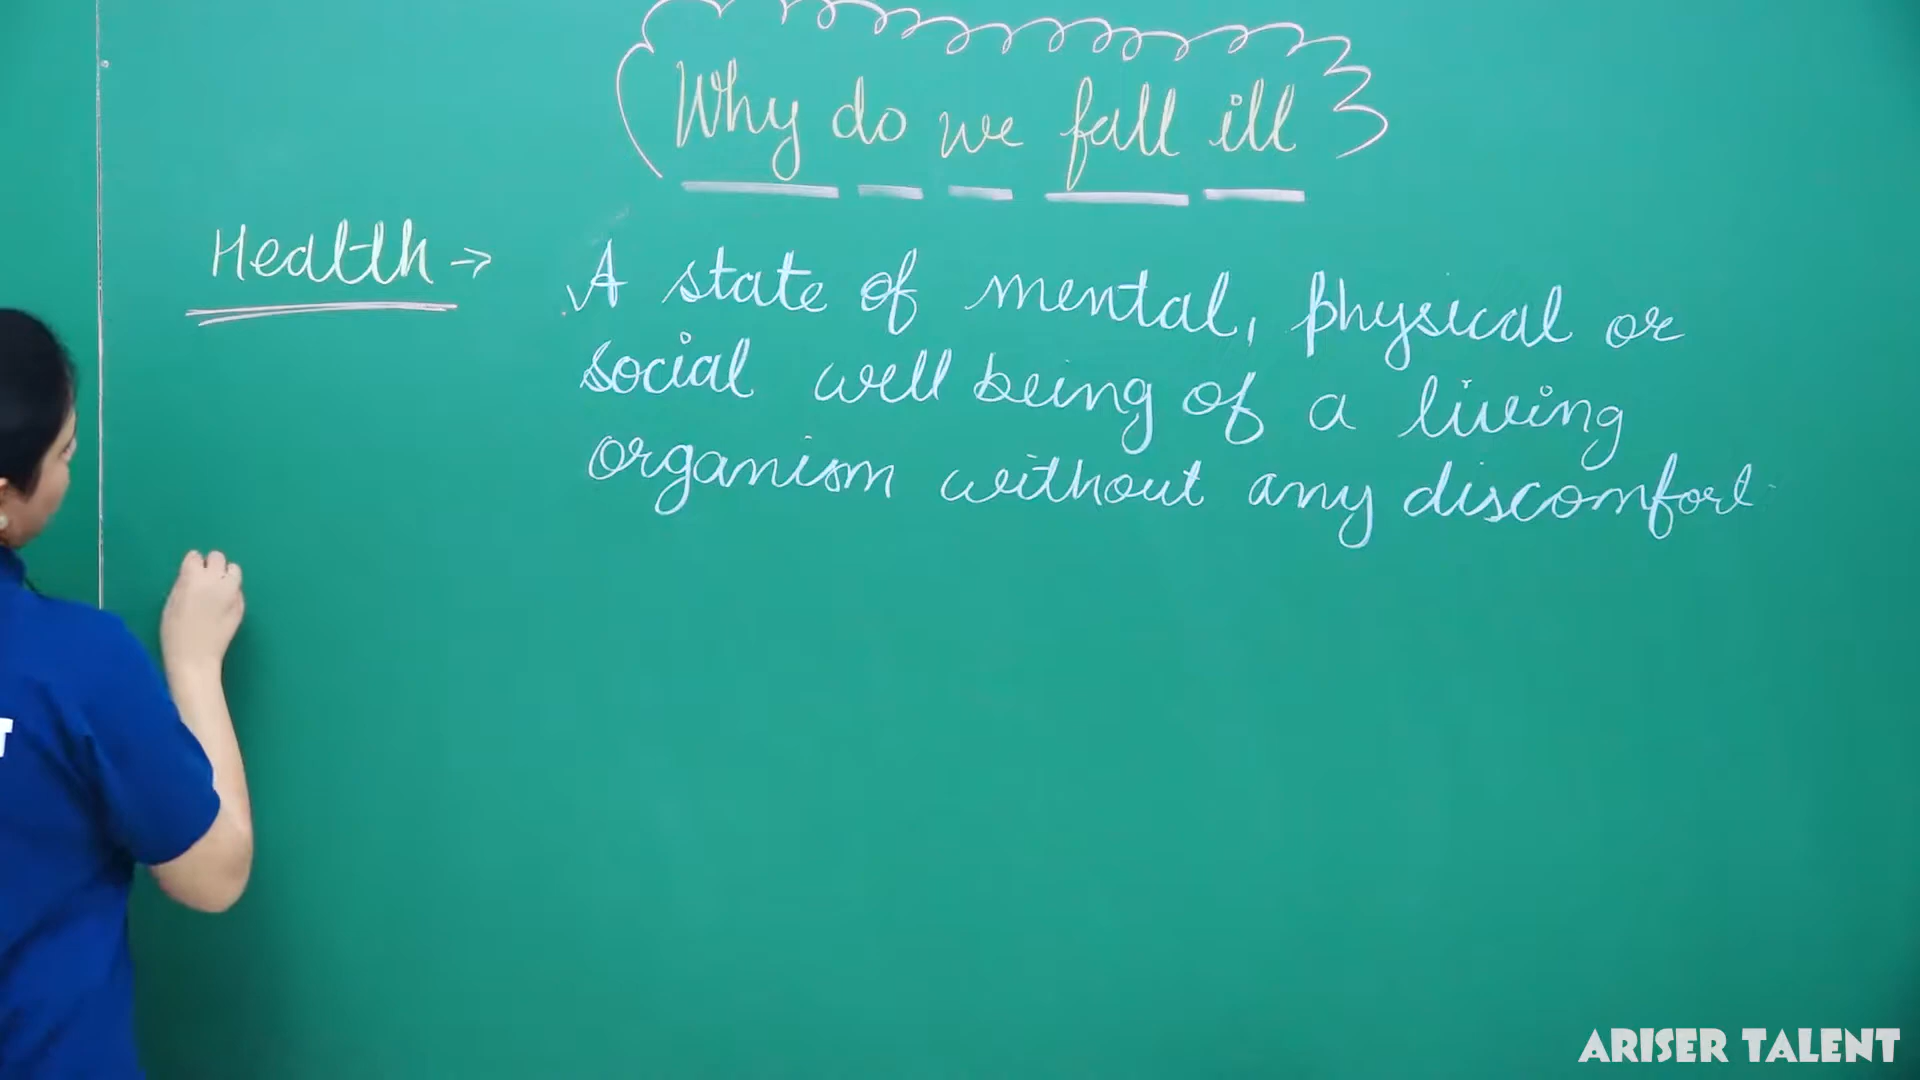 Why do we fall ill
Health → A state of mental, physical or
social well being of a living
organism without any discomfort.
T
ARISER TALENT